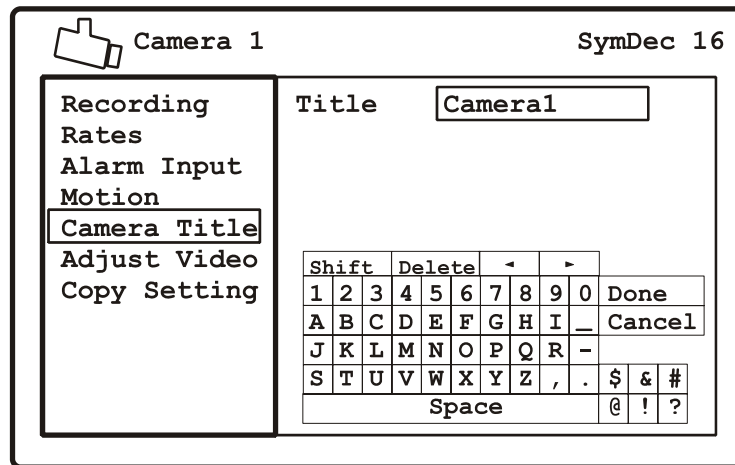 Camera 1 SymDec 16
Recording
Rates
Alarm Input
Motion
Camera Title
Adjust Video
Copy Setting
Title Camera1
Shift Delete ◄ ►
1 2 3 4 5 6 7 8 9 0 Done
A B C D E F G H I _ Cancel
J K L M N O P Q R -
S T U V W X Y Z , . $ & #
Space @ ! ?